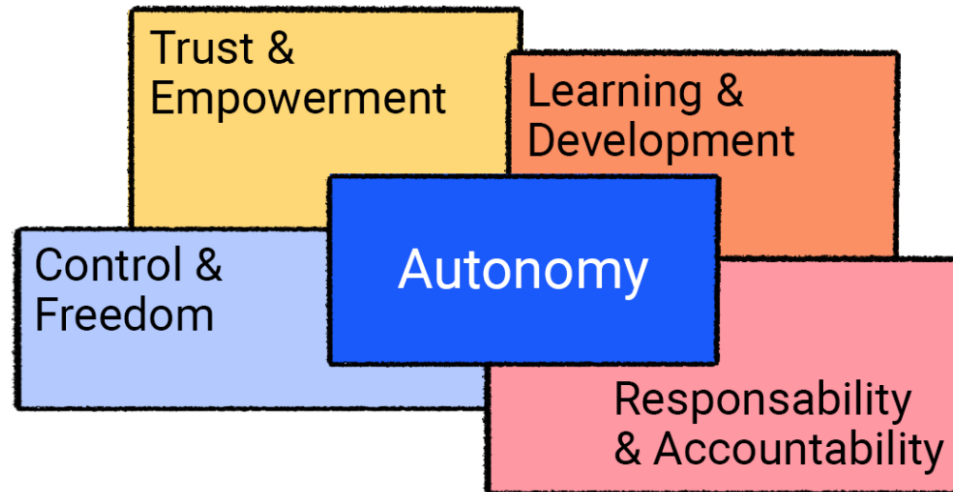 Trust &
Empowerment
Learning &
Development
Control &
Freedom
Autonomy
Responsability
& Accountability